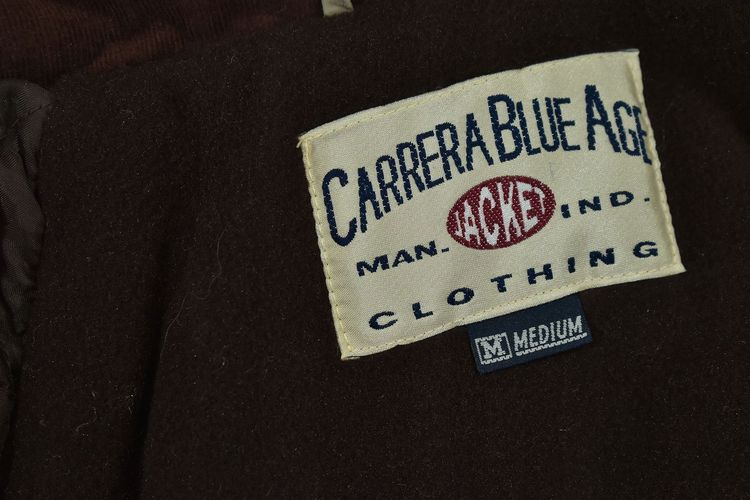 CARRERA BLUE AGE
MAN. JACKET IND.
CLOTHING
M MEDIUM